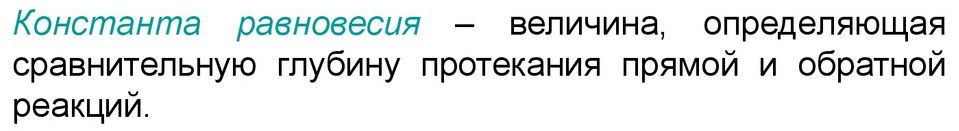 Константа равновесия – величина, определяющая
сравнительную глубину протекания прямой и обратной
реакций.